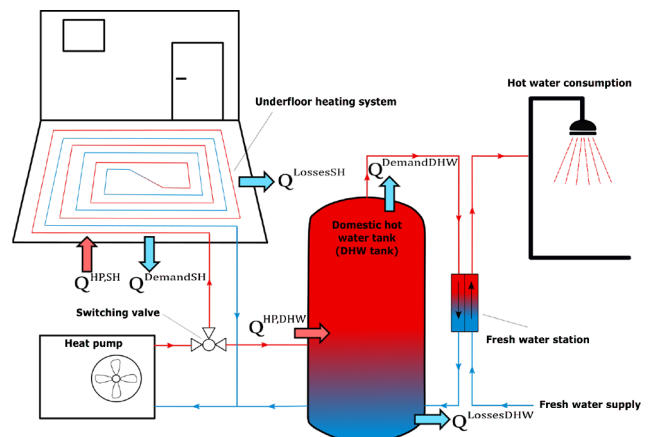 Hot water consumption
Underfloor heating system
Q^DemandDHW
Q^LossesSH
Domestic hot
water tank
(DHW tank)
Q^HP,SH
Q^DemandSH
Switching valve
Q^HP,DHW
Heat pump
Fresh water station
Fresh water supply
Q^LossesDHW